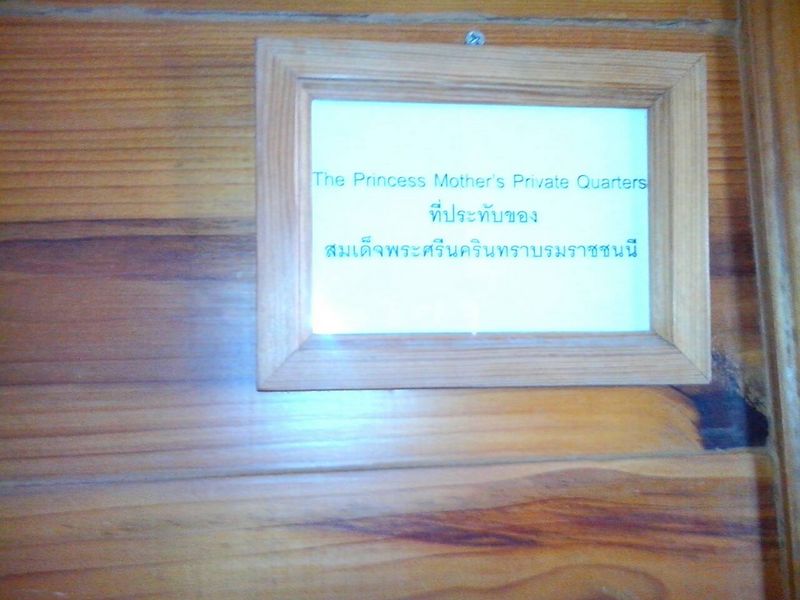 The Princess Mother's Private Quarters
ที่ประทับของ
สมเด็จพระศรีนครินทราบรมราชชนนี